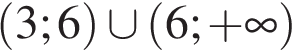 (3; 6) ∪ (6; +∞)